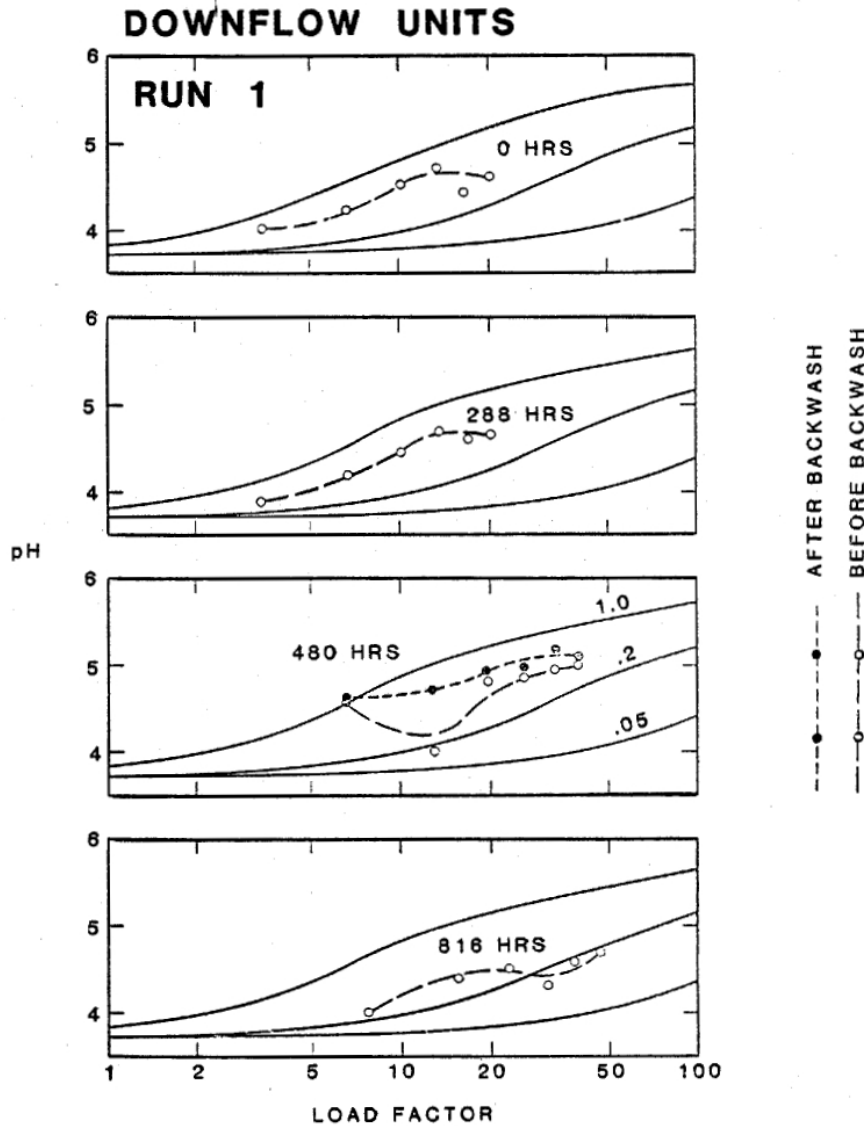 DOWNFLOW UNITS
RUN 1
6
5
4
0 HRS
6
5
4
288 HRS
pH
6
5
4
480 HRS
1.0
.2
.05
6
5
4
816 HRS
1 2 5 10 20 50 100
LOAD FACTOR
AFTER BACKWASH
BEFORE BACKWASH